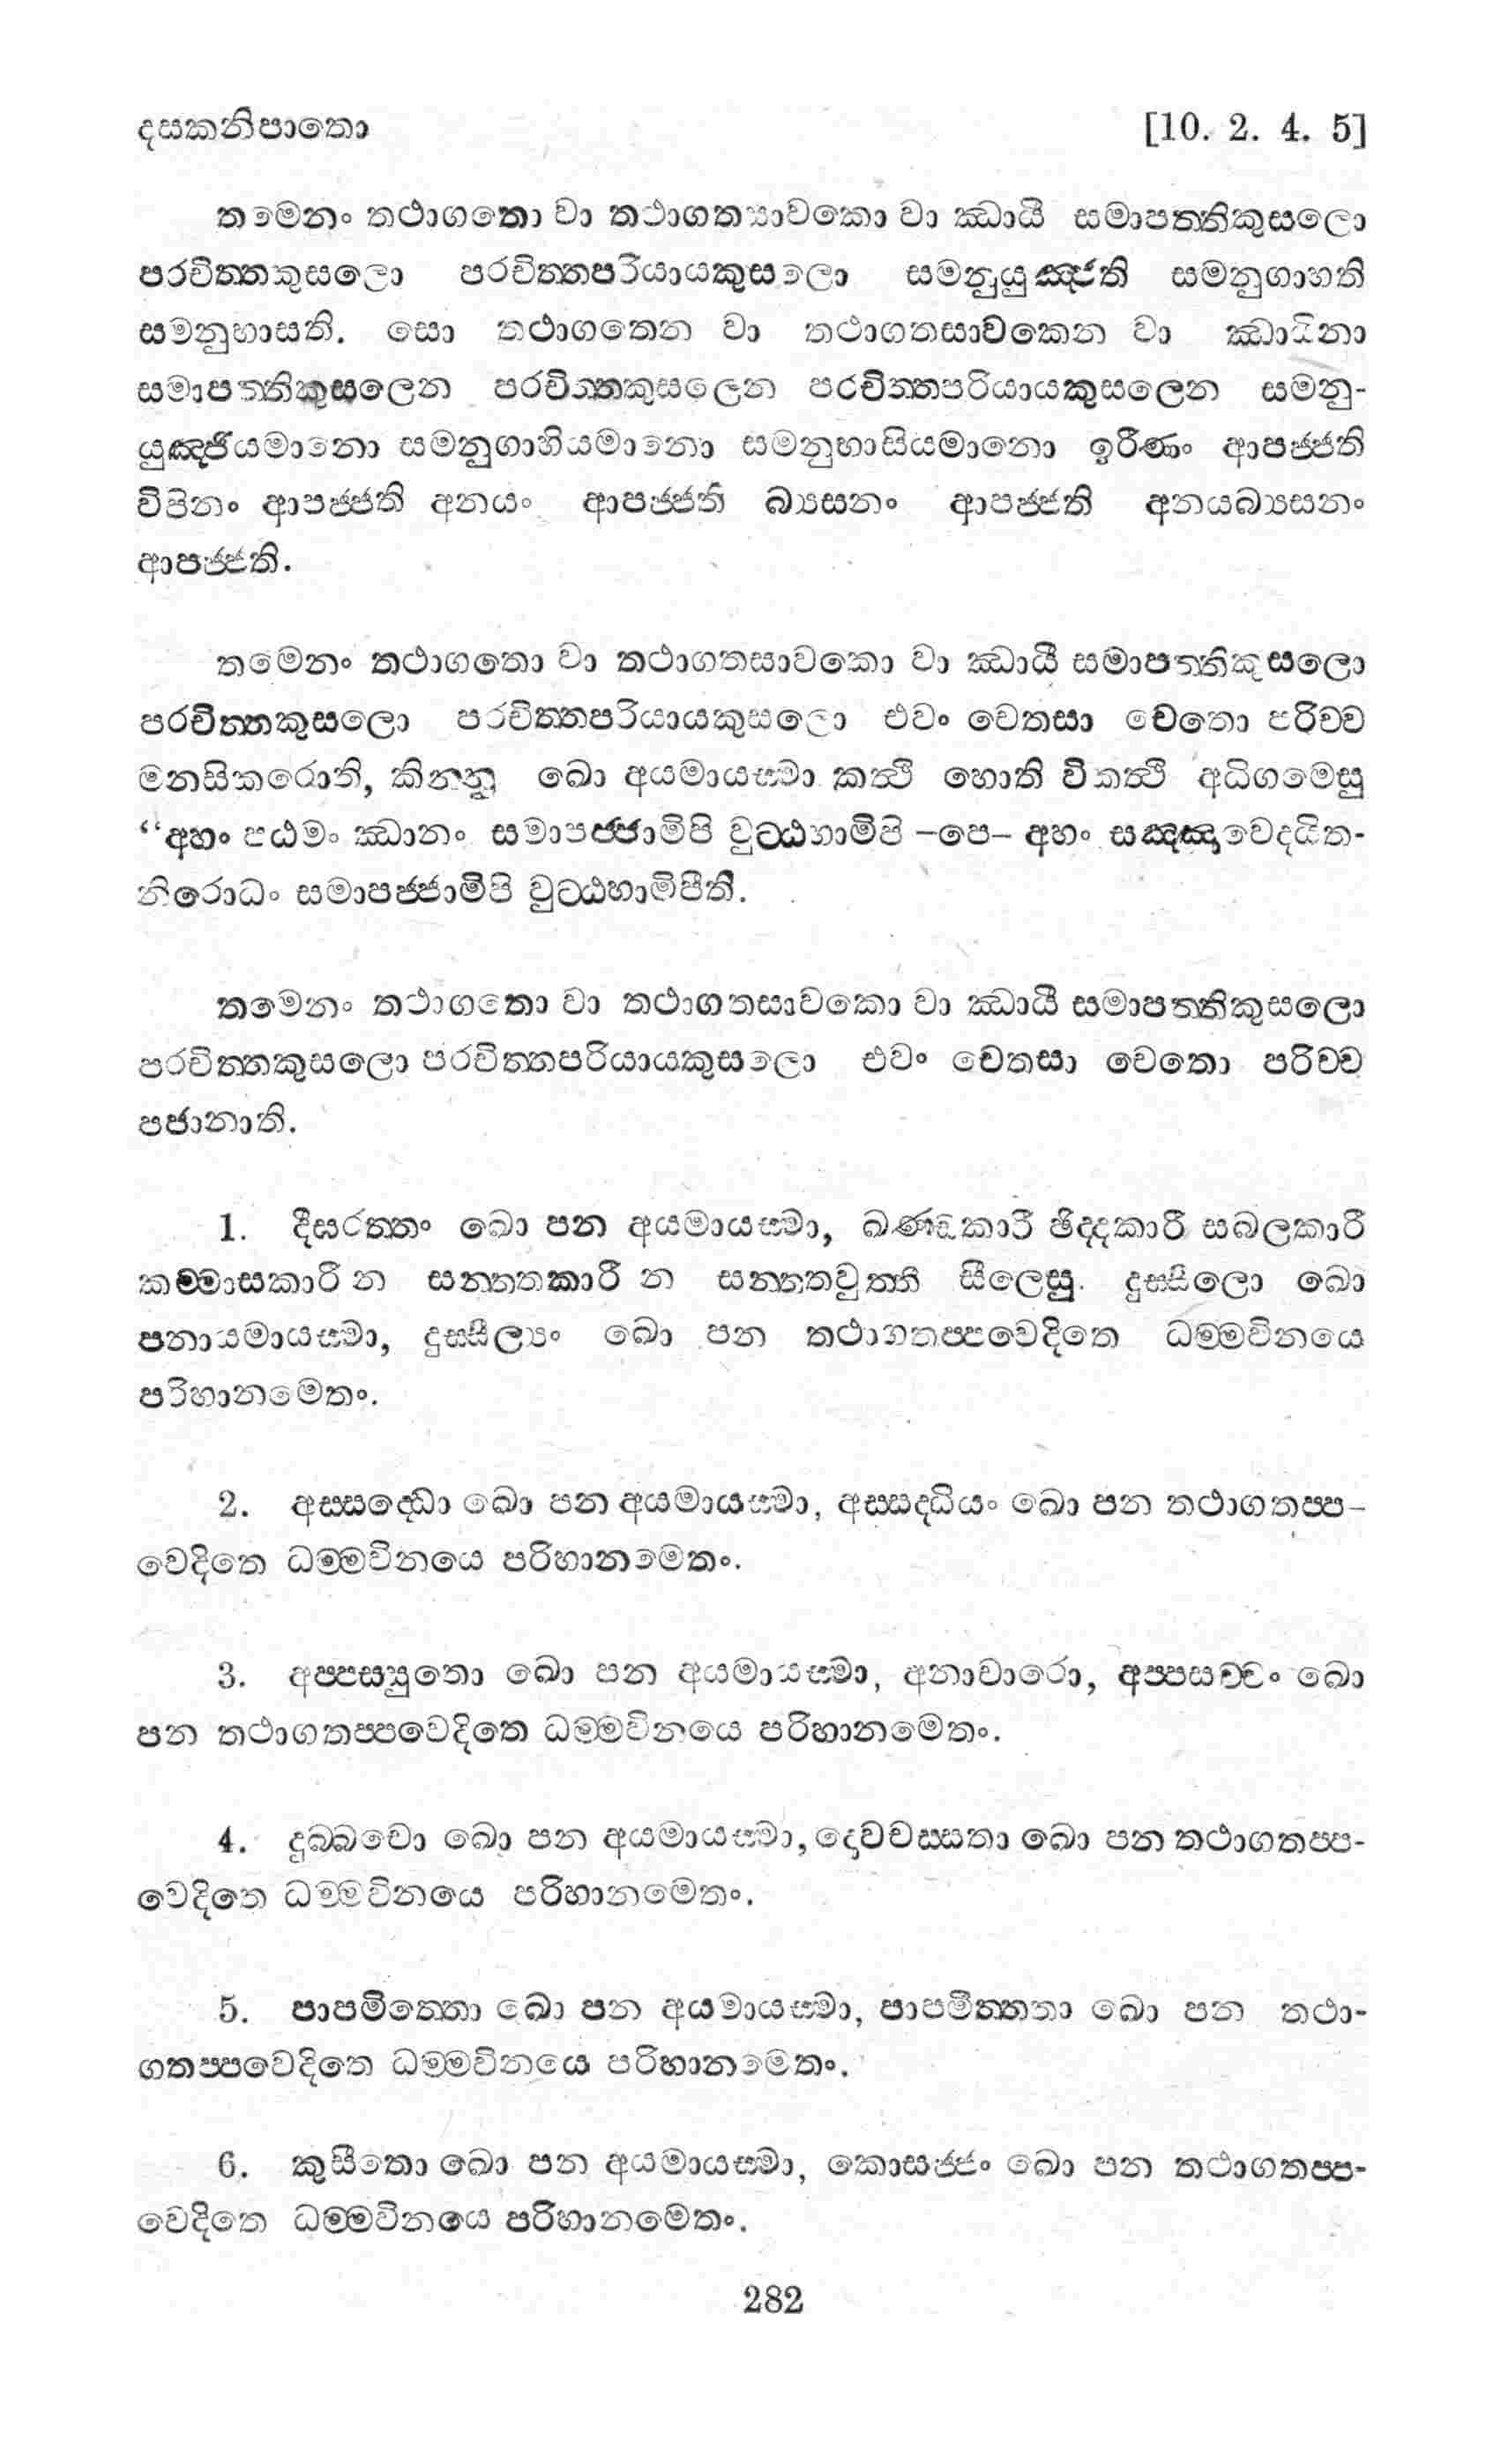 දසකනිපාතො [10. 2. 4. 5]
තමෙනං තථාගතො වා තථාගතසාවකො වා ඣායී සමාපත්තිකුසලො
පරචිත්තකුසලො පරචිත්තපරියායකුසලො සමනුයුඤ්ජති සමනුගාහති
සමනුභාසති. සො තථාගතෙන වා තථාගතසාවකෙන වා ඣායිනා
සමාපත්තිකුසලෙන පරචිත්තකුසලෙන පරචිත්තපරියායකුසලෙන සමනු-
යුඤ්ජියමානො සමනුගාහියමානො සමනුභාසියමානො ඉරීණං ආපජ්ජති
විපිනං ආපජ්ජති අනයං ආපජ්ජති බ්‍යසනං ආපජ්ජති අනයබ්‍යසනං
ආපජ්ජති.
තමෙනං තථාගතො වා තථාගතසාවකො වා ඣායී සමාපත්තිකුසලො
පරචිත්තකුසලො පරචිත්තපරියායකුසලො එවං චෙතසා චෙතො පරිච්ච
මනසිකරොති, කින්නු ඛො අයමායස්මා කත්ථී හොති විකත්ථී අධිගමෙසු
“අහං පඨමං ඣානං සමාපජ්ජාමිපි වුට්ඨහාමිපි –පෙ– අහං සඤ්ඤාවෙදයිත-
නිරොධං සමාපජ්ජාමිපි වුට්ඨහාමිපීති.
තමෙනං තථාගතො වා තථාගතසාවකො වා ඣායී සමාපත්තිකුසලො
පරචිත්තකුසලො පරචිත්තපරියායකුසලො එවං චෙතසා චෙතො පරිච්ච
පජානාති.
1. දීඝරත්තං ඛො පන අයමායස්මා, ඛණ්ඩකාරී ඡිද්දකාරී සබලකාරී
කම්මාසකාරී න සන්තතකාරී න සන්තතවුත්තී සීලෙසු. දුස්සීලො ඛො
පනායමායස්මා, දුස්සීල්‍යං ඛො පන තථාගතප්පවෙදිතෙ ධම්මවිනයෙ
පරිහානමෙතං.
2. අස්සද්ධො ඛො පන අයමායස්මා, අස්සද්ධියං ඛො පන තථාගතප්ප-
වෙදිතෙ ධම්මවිනයෙ පරිහානමෙතං.
3. අප්පස්සුතො ඛො පන අයමායස්මා, අනාචාරො, අප්පසච්චං ඛො
පන තථාගතප්පවෙදිතෙ ධම්මවිනයෙ පරිහානමෙතං.
4. දුබ්බචො ඛො පන අයමායස්මා, දොවචස්සතා ඛො පන තථාගතප්ප-
වෙදිතෙ ධම්මවිනයෙ පරිහානමෙතං.
5. පාපමිත්තො ඛො පන අයමායස්මා, පාපමිත්තතා ඛො පන තථා-
ගතප්පවෙදිතෙ ධම්මවිනයෙ පරිහානමෙතං.
6. කුසීතො ඛො පන අයමායස්මා, කොසජ්ජං ඛො පන තථාගතප්ප-
වෙදිතෙ ධම්මවිනයෙ පරිහානමෙතං.
282